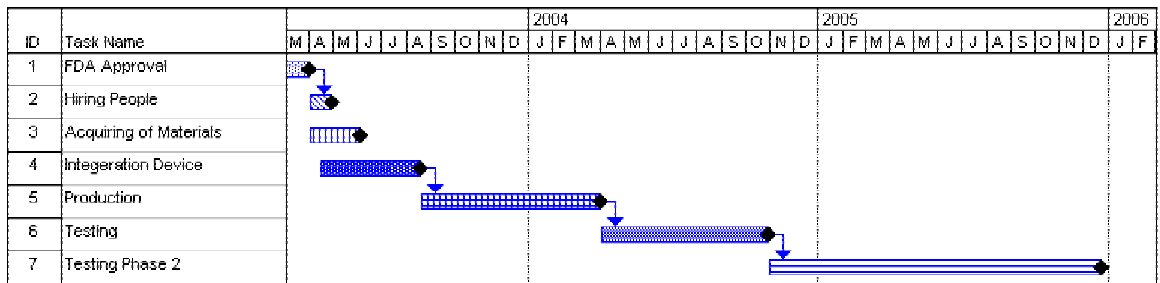 2004 2005 2006
ID Task Name M A M J J A S O N D J F M A M J J A S O N D J F M A M J J A S O N D J F
1 FDA Approval
2 Hiring People
3 Acquiring of Materials
4 Integeration Device
5 Production
6 Testing
7 Testing Phase 2